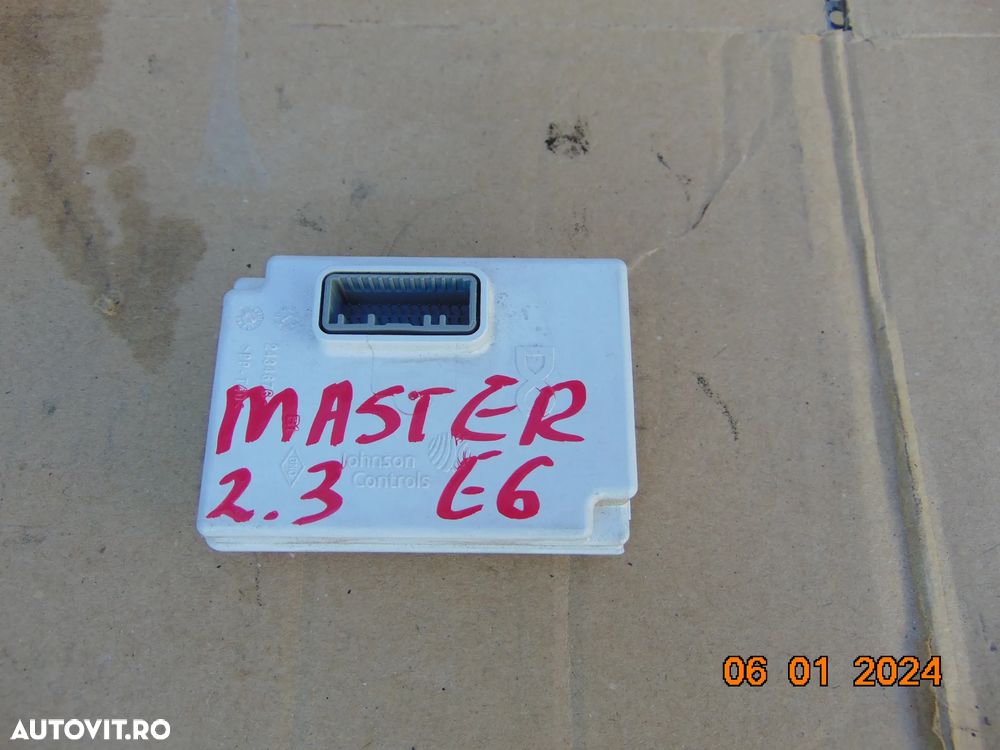 MASTER
2.3 E6
Johnson
Controls
06 01 2024
AUTOVIT.RO